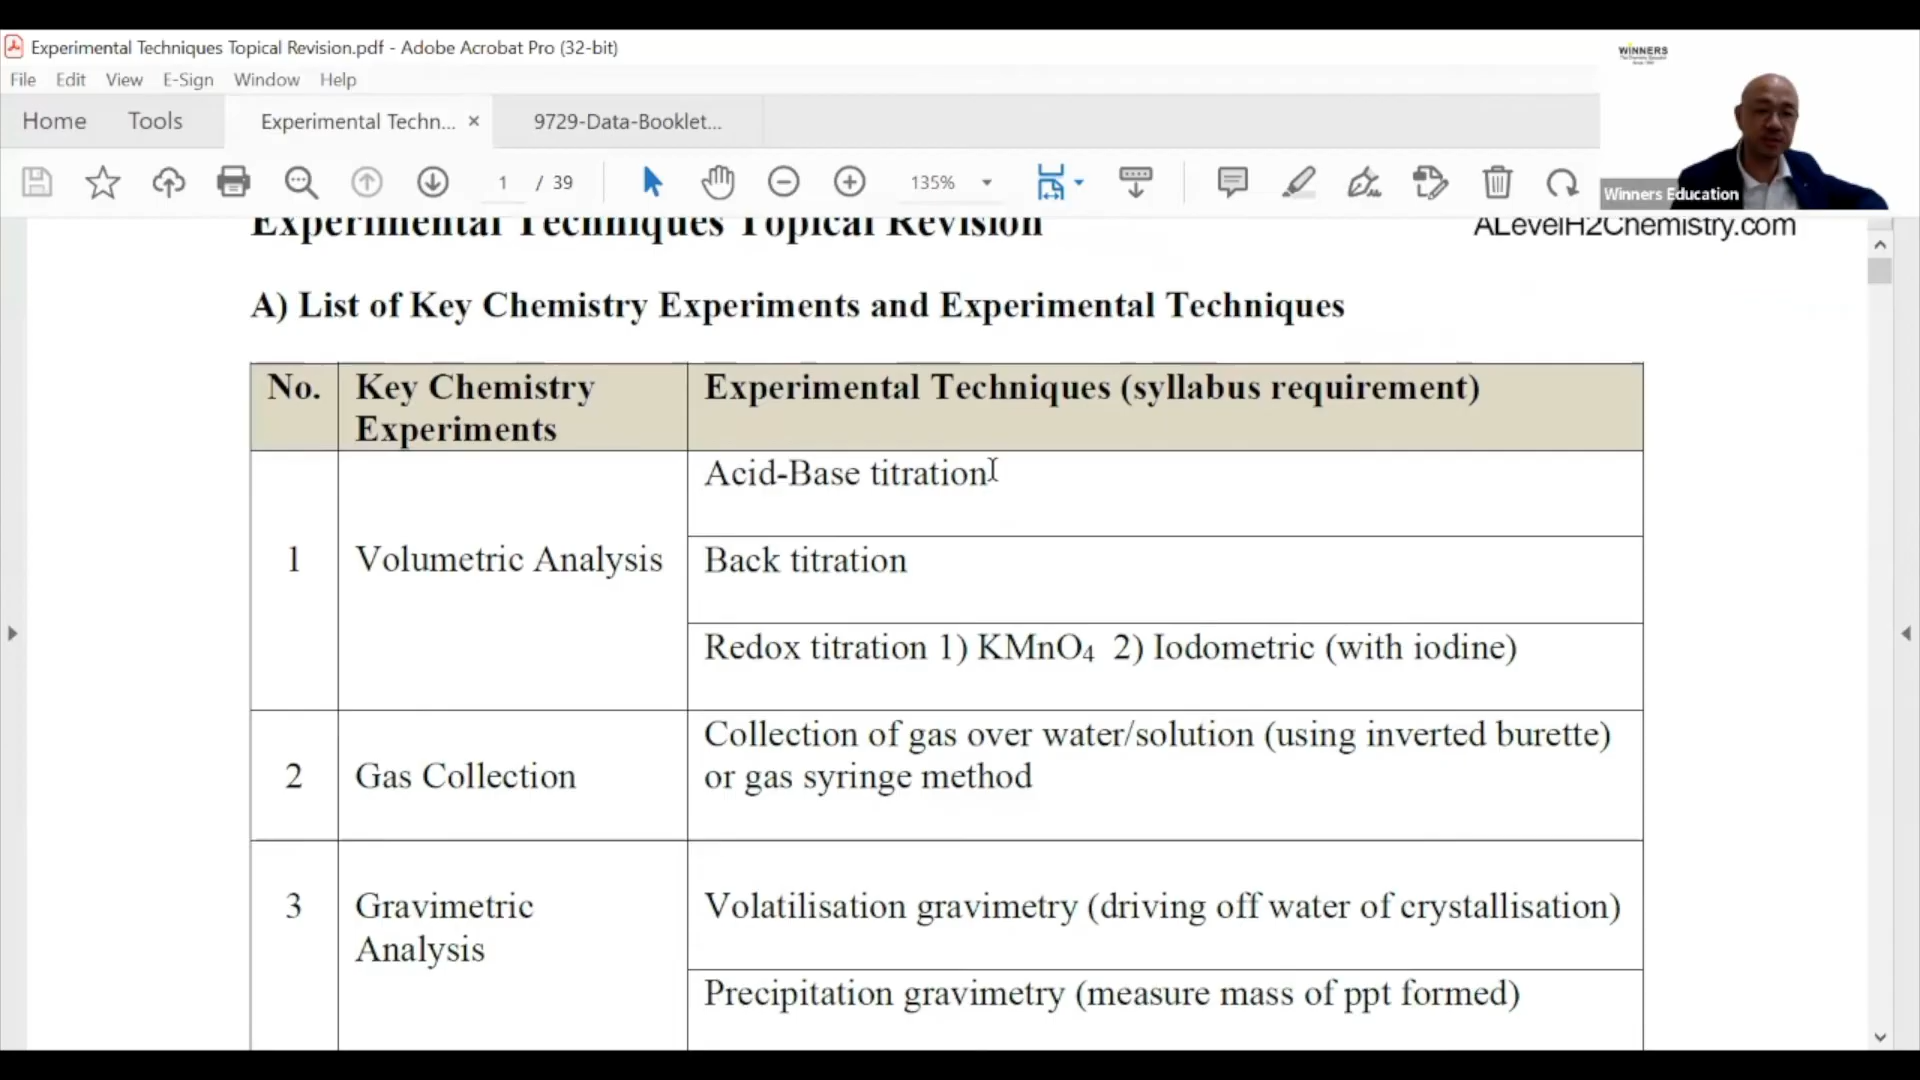 Experimental Techniques Topical Revision.pdf - Adobe Acrobat Pro (32-bit)
WINNERS
File Edit View E-Sign Window Help
Home Tools Experimental Techn... × 9729-Data-Booklet...
1 / 39 135%
Winners Education
Experimental Techniques Topical Revision ALevelH2Chemistry.com
A) List of Key Chemistry Experiments and Experimental Techniques
No. Key Chemistry Experimental Techniques (syllabus requirement)
Experiments
Acid-Base titration
1 Volumetric Analysis Back titration
Redox titration 1) KMnO₄ 2) Iodometric (with iodine)
Collection of gas over water/solution (using inverted burette)
2 Gas Collection or gas syringe method
3 Gravimetric Volatilisation gravimetry (driving off water of crystallisation)
Analysis
Precipitation gravimetry (measure mass of ppt formed)